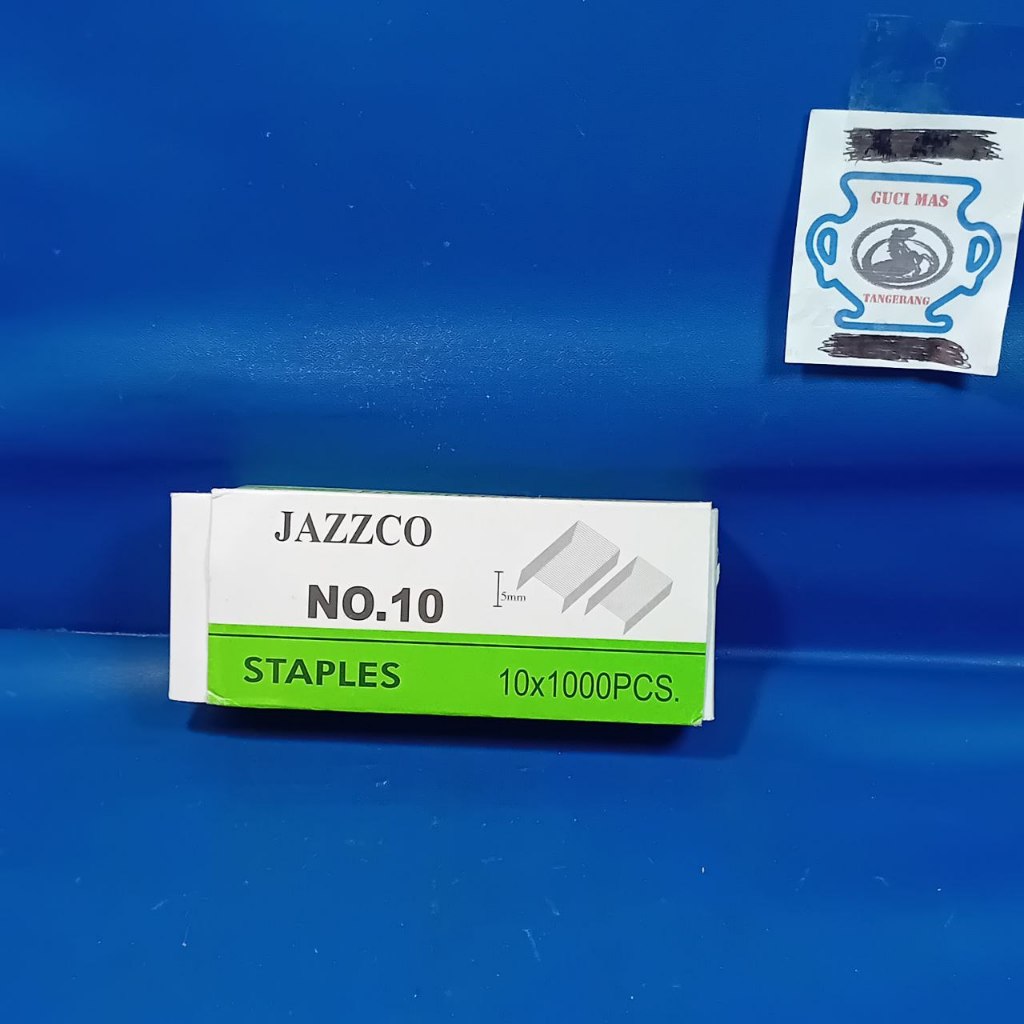 GUCI MAS
TANGERANG
JAZZCO
NO.10
5mm
STAPLES
10x1000PCS.